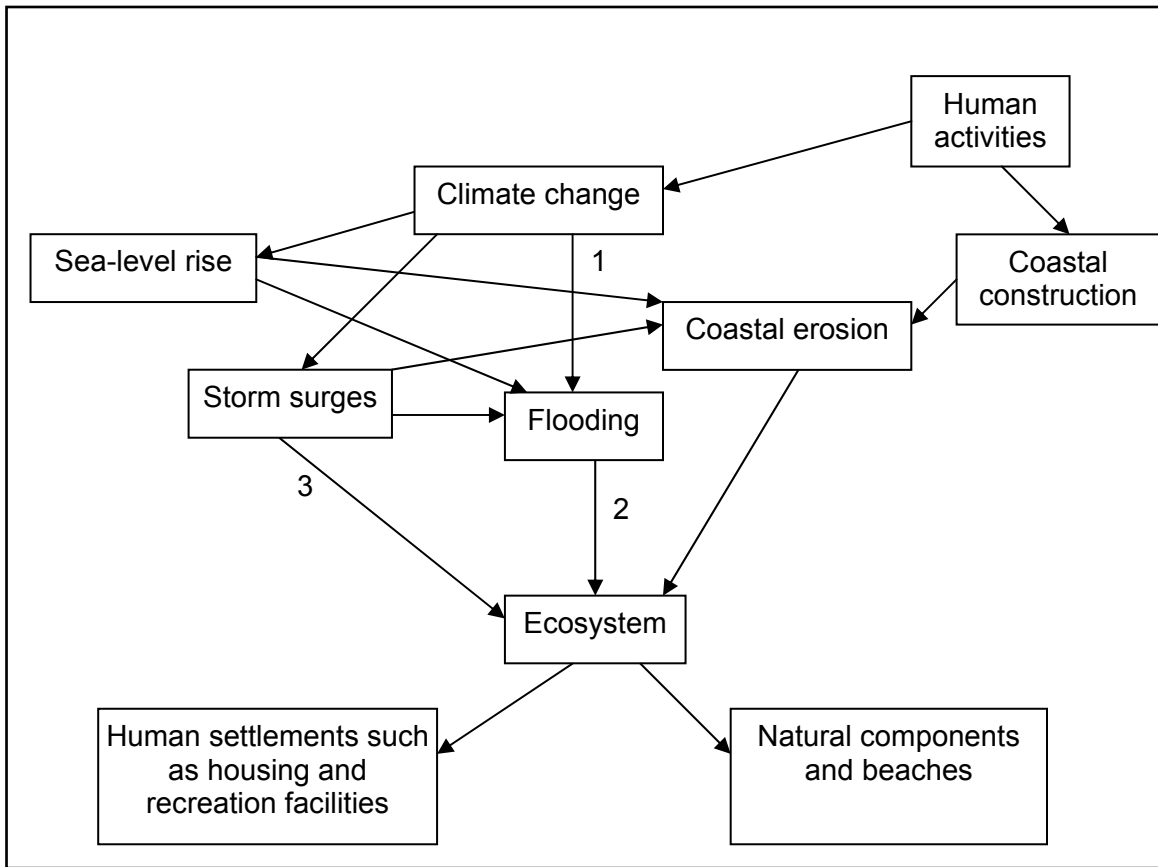 Human
activities
Climate change
Sea-level rise
1
Coastal
construction
Coastal erosion
Storm surges
Flooding
3
2
Ecosystem
Human settlements such
as housing and
recreation facilities
Natural components
and beaches